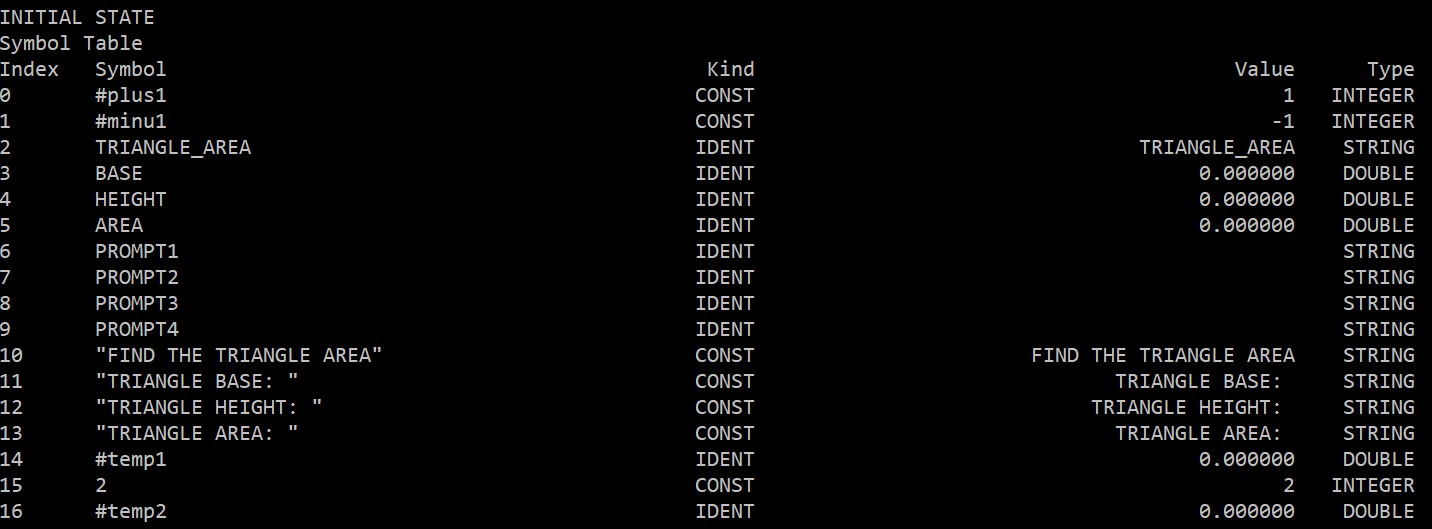 INITIAL STATE
Symbol Table
Index Symbol Kind Value Type
0 #plus1 CONST 1 INTEGER
1 #minu1 CONST -1 INTEGER
2 TRIANGLE_AREA IDENT TRIANGLE_AREA STRING
3 BASE IDENT 0.000000 DOUBLE
4 HEIGHT IDENT 0.000000 DOUBLE
5 AREA IDENT 0.000000 DOUBLE
6 PROMPT1 IDENT STRING
7 PROMPT2 IDENT STRING
8 PROMPT3 IDENT STRING
9 PROMPT4 IDENT STRING
10 "FIND THE TRIANGLE AREA" CONST FIND THE TRIANGLE AREA STRING
11 "TRIANGLE BASE: " CONST TRIANGLE BASE: STRING
12 "TRIANGLE HEIGHT: " CONST TRIANGLE HEIGHT: STRING
13 "TRIANGLE AREA: " CONST TRIANGLE AREA: STRING
14 #temp1 IDENT 0.000000 DOUBLE
15 2 CONST 2 INTEGER
16 #temp2 IDENT 0.000000 DOUBLE